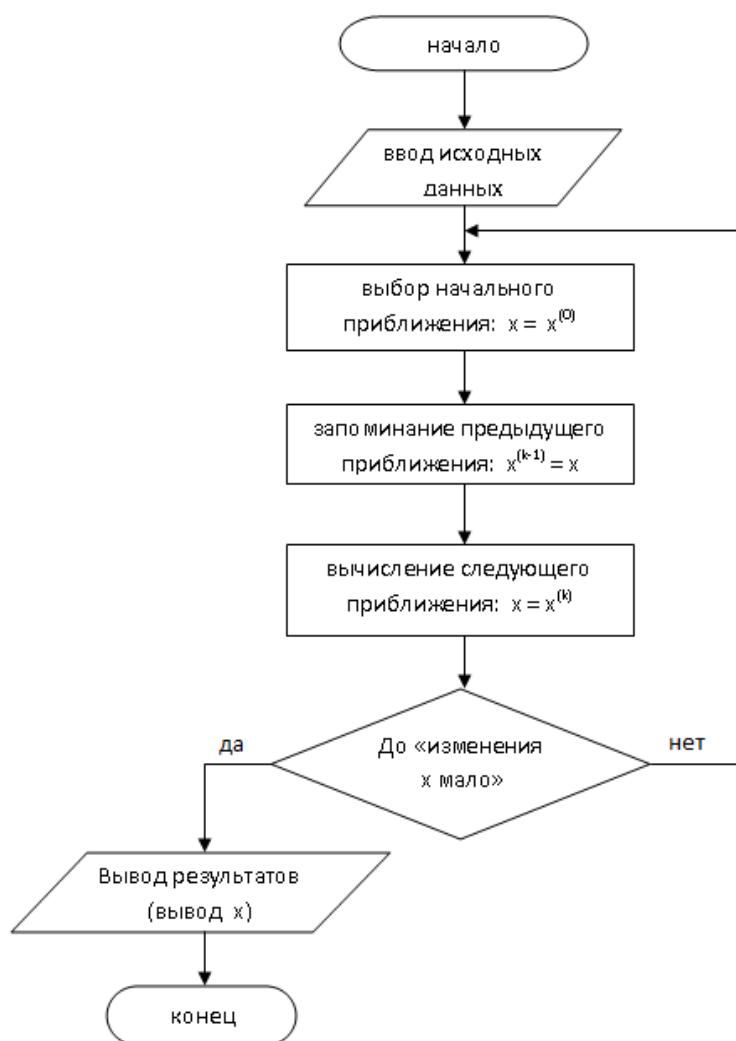 начало
ввод исходных
данных
выбор начального
приближения: x = x⁽⁰⁾
запоминание предыдущего
приближения: x⁽ᵏ⁻¹⁾ = x
вычисление следующего
приближения: x = x⁽ᵏ⁾
До «изменения
x мало»
да
нет
Вывод результатов
(вывод x)
конец